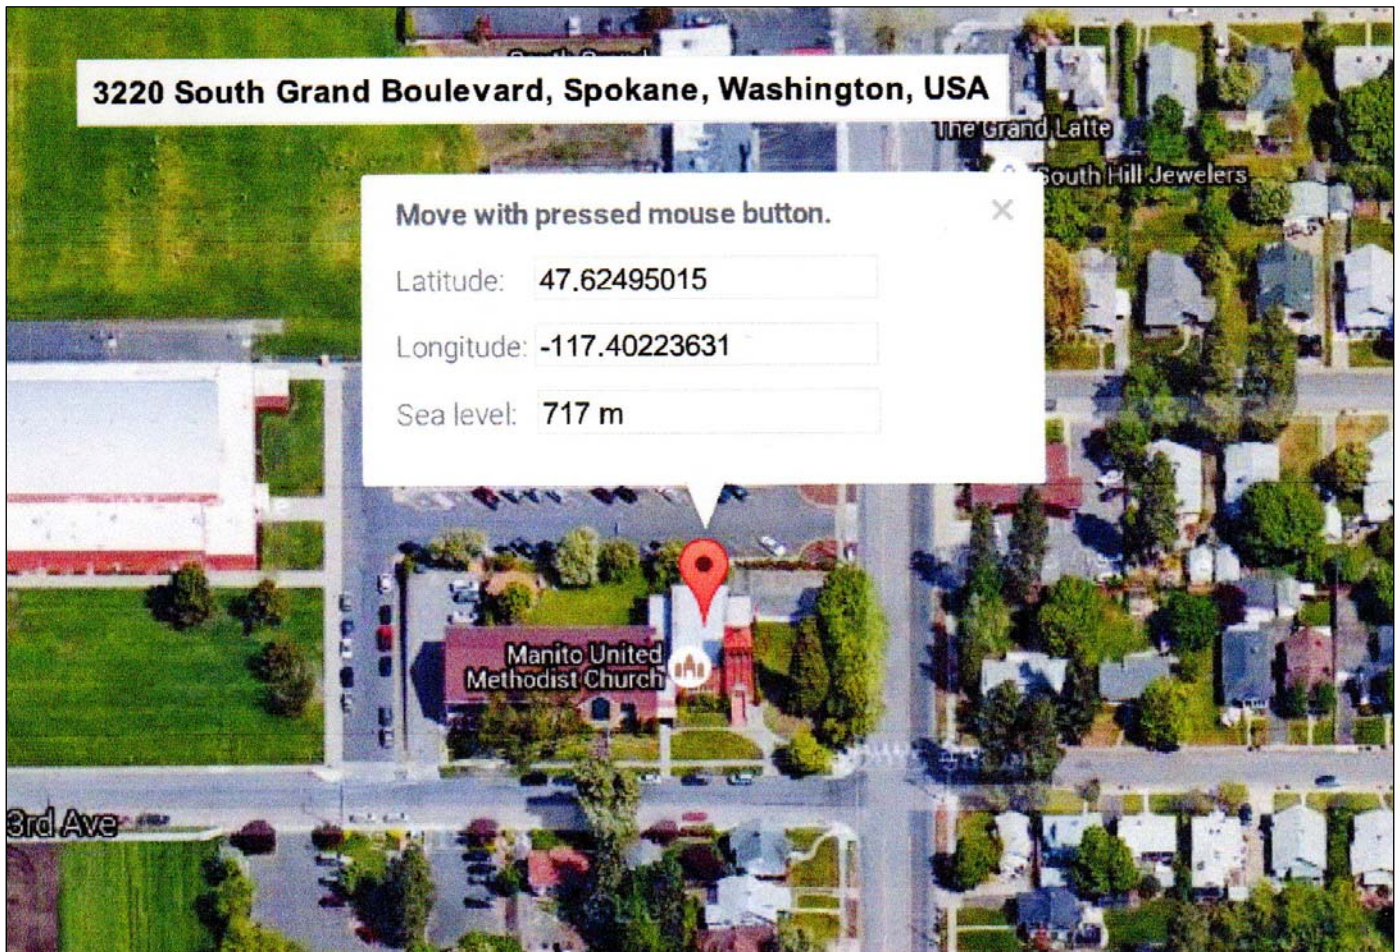 3220 South Grand Boulevard, Spokane, Washington, USA
The Grand Latte
South Hill Jewelers
Move with pressed mouse button.
Latitude: 47.62495015
Longitude: -117.40223631
Sea level: 717 m
Manito United
Methodist Church
3rd Ave